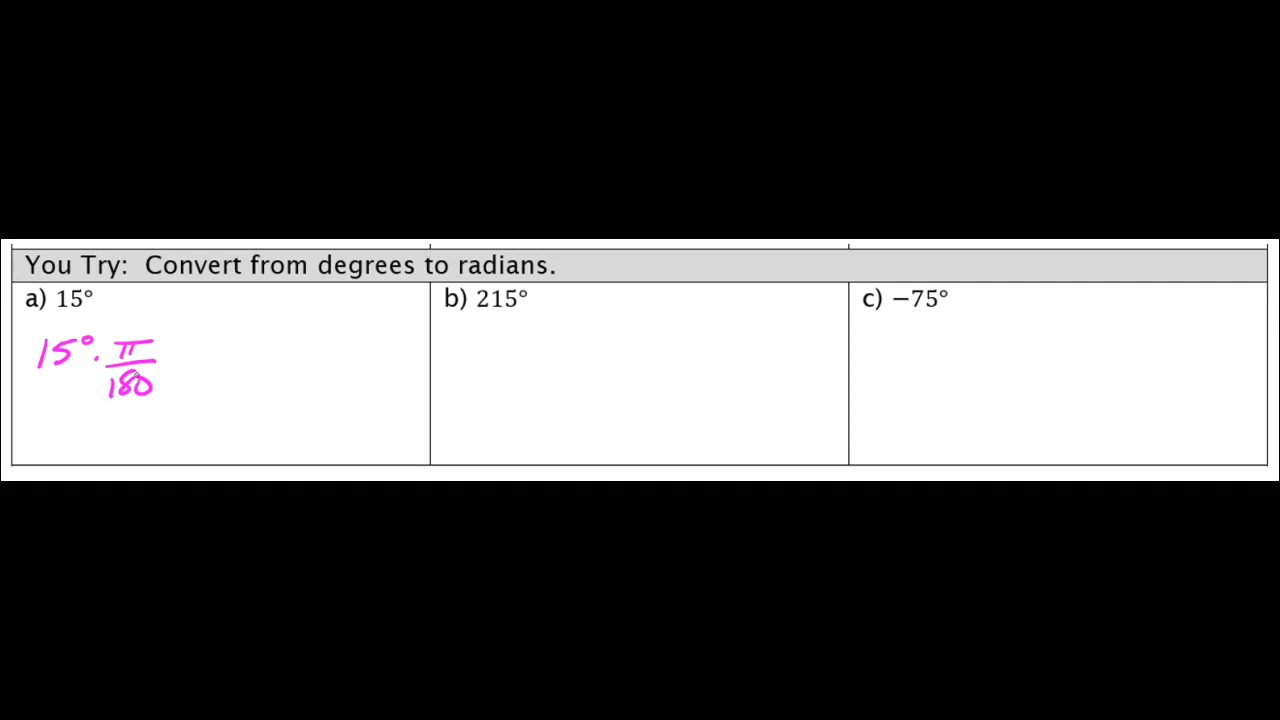 You Try: Convert from degrees to radians.
a) 15°
b) 215°
c) −75°
15° · π
180